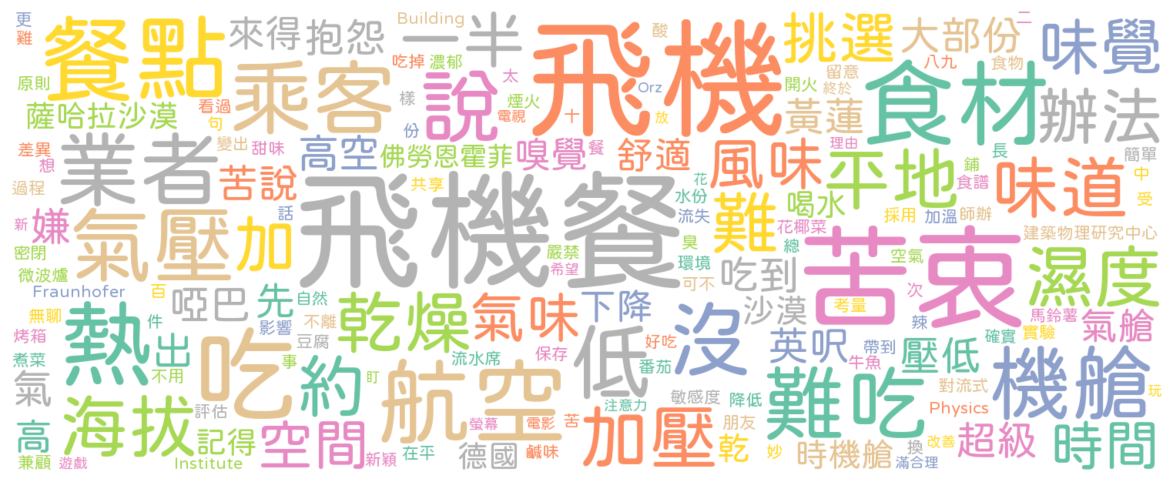 更
雞
原則
餐點
來得
抱怨
Building
一半
吃掉
濃郁
乘客
薩哈拉沙漠
看過
句
說
太
電視
樣
份
煙火
酸
Orz
十
放
飛機
挑選
大部份
二
味覺
八九
食物
留意
終於
開火
黃蓮
食材
辦法
理由
長
簡單
差異
想
業者
變出
甜味
高空
佛勞恩霍菲
嗅覺
餐
舒適
風味
平地
鋪
食譜
味道
中
受
過程
苦說
共享
水份
流失
花
喝水
花椰菜
採用
加溫
師辦
新
嫌
氣壓
話
加
飛機餐
嚴禁
希望
臭
環境
難
總
苦衷
空氣
建築物理研究中心
密閉
微波爐
可不
吃到
次
濕度
Fraunhofer
百
啞巴
先
自然
影響
乾燥
氣味
下降
沙漠
考量
辣
馬鈴薯
實驗
氣艙
無聊
烤箱
熱
件
出
不離
豆腐
低
好吃
沒
英呎
帶到
牛魚
確實
煮菜
不用
吃
事
約
流水席
保存
番茄
壓低
機艙
氣
盯
航空
敏感度
降低
難吃
對流式
玩
高
海拔
評估
記得
空間
螢幕
電影
苦
注意力
加壓
朋友
Physics
超級
時間
兼顧
遊戲
Institute
新穎
在平
德國
鹹味
乾
妙
時機艙
換
改善
滿合理